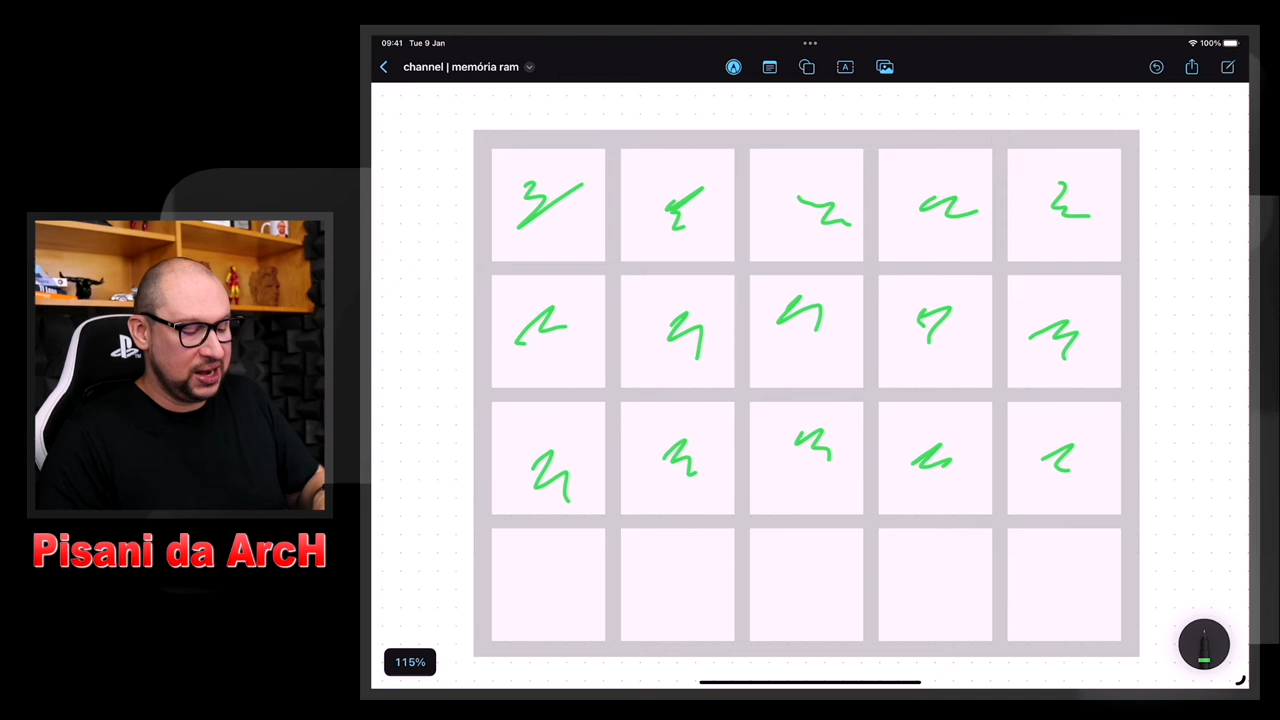 09:41 Tue 9 Jan
100%
channel | memória ram
A
115%
Pisani da ArcH